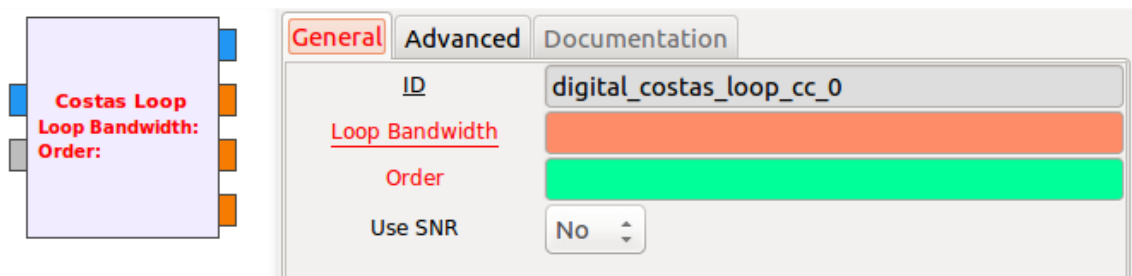 Costas Loop
Loop Bandwidth:
Order:
General Advanced Documentation
ID digital_costas_loop_cc_0
Loop Bandwidth
Order
Use SNR No